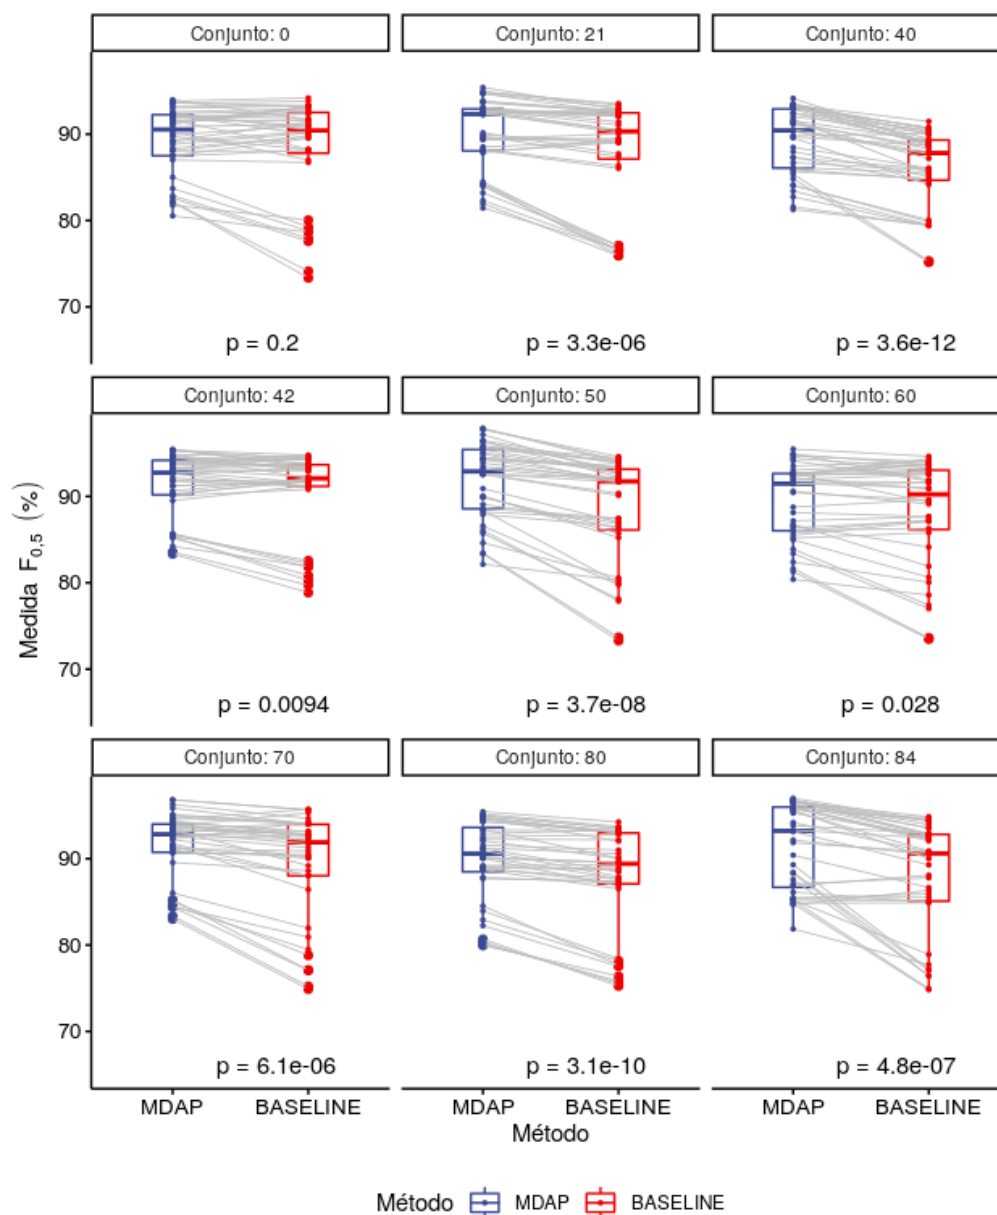 Conjunto: 0 Conjunto: 21 Conjunto: 40
90
80
70
p = 0.2 p = 3.3e-06 p = 3.6e-12
Conjunto: 42 Conjunto: 50 Conjunto: 60
90
80
70
p = 0.0094 p = 3.7e-08 p = 0.028
Conjunto: 70 Conjunto: 80 Conjunto: 84
90
80
70
p = 6.1e-06 p = 3.1e-10 p = 4.8e-07
Medida F0,5 (%)
MDAP BASELINE MDAP BASELINE MDAP BASELINE
Método
Método MDAP BASELINE